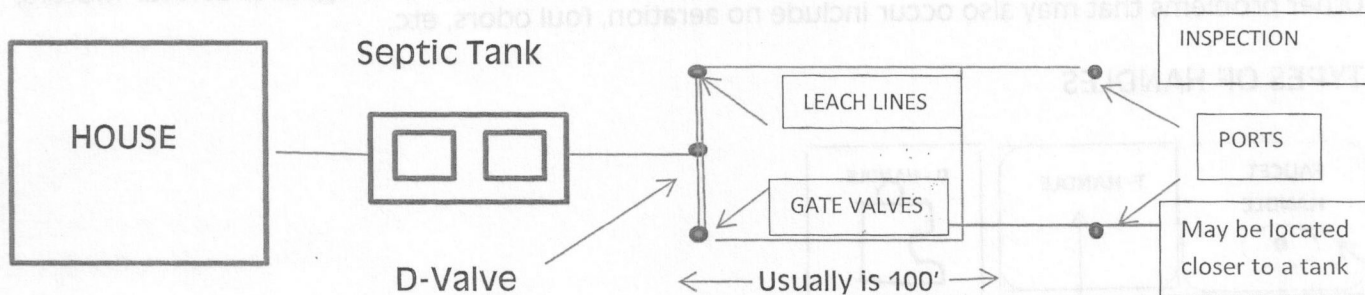 Septic Tank
INSPECTION
HOUSE
LEACH LINES
PORTS
GATE VALVES
May be located
closer to a tank
D-Valve
Usually is 100'